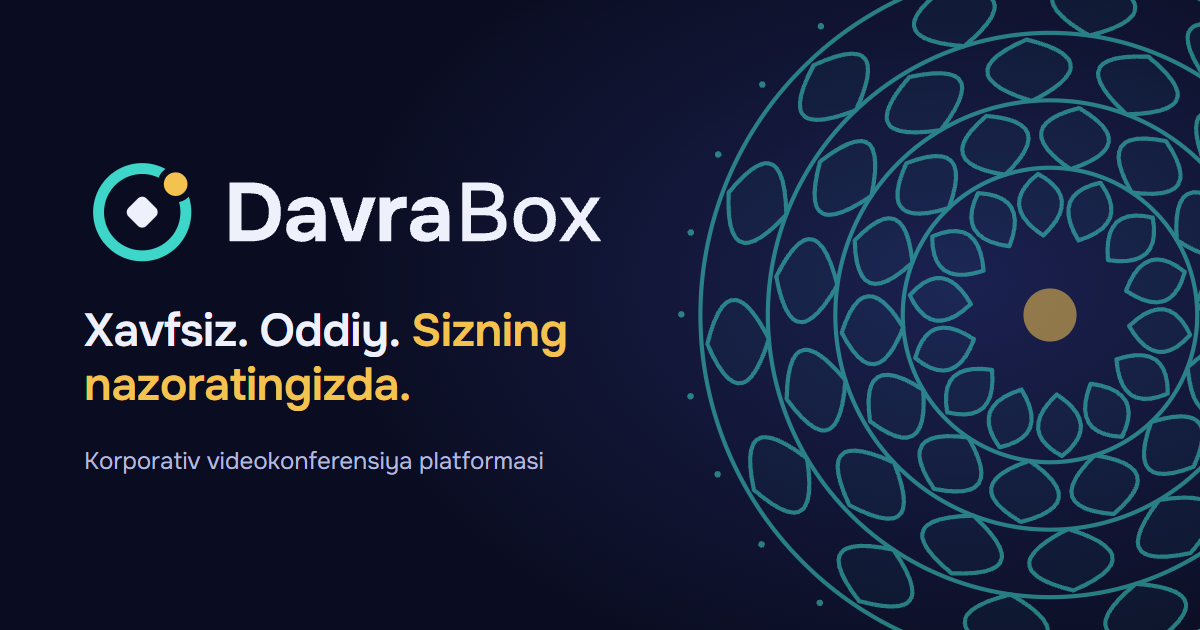 DavraBox
Xavfsiz. Oddiy. Sizning
nazoratingizda.
Korporativ videokonferensiya platformasi